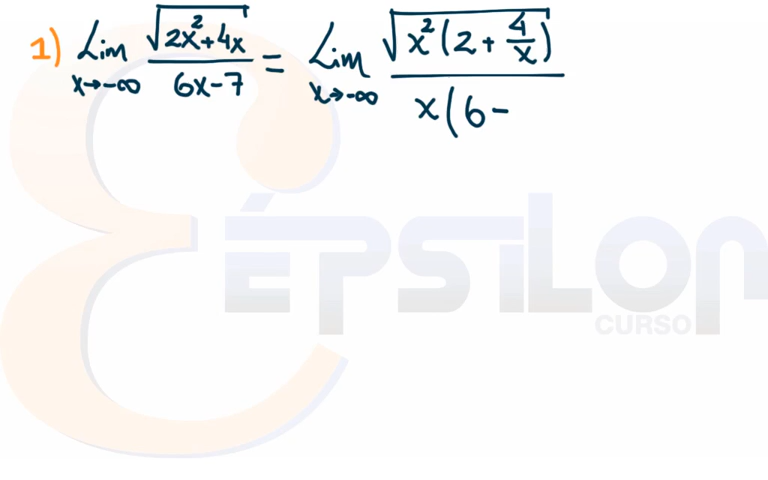 1) Lim x→-∞ √(2x²+4x) / (6x-7) = Lim x→-∞ √(x²(2+4/x)) / x(6-
ÉPSILON
CURSO